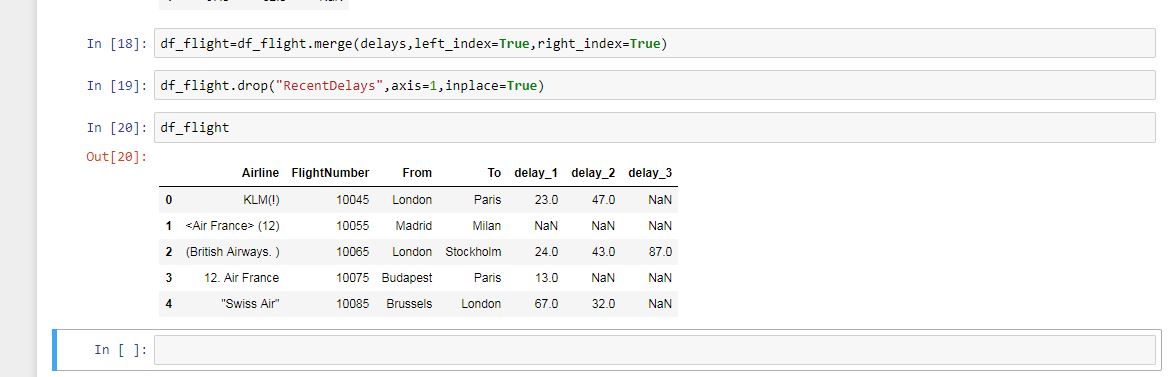 In [18]: df_flight=df_flight.merge(delays,left_index=True,right_index=True)
In [19]: df_flight.drop("RecentDelays",axis=1,inplace=True)
In [20]: df_flight
Out[20]:
Airline FlightNumber From To delay_1 delay_2 delay_3
0 KLM(!) 10045 London Paris 23.0 47.0 NaN
1 <Air France> (12) 10055 Madrid Milan NaN NaN NaN
2 (British Airways. ) 10065 London Stockholm 24.0 43.0 87.0
3 12. Air France 10075 Budapest Paris 13.0 NaN NaN
4 "Swiss Air" 10085 Brussels London 67.0 32.0 NaN
In [ ]: